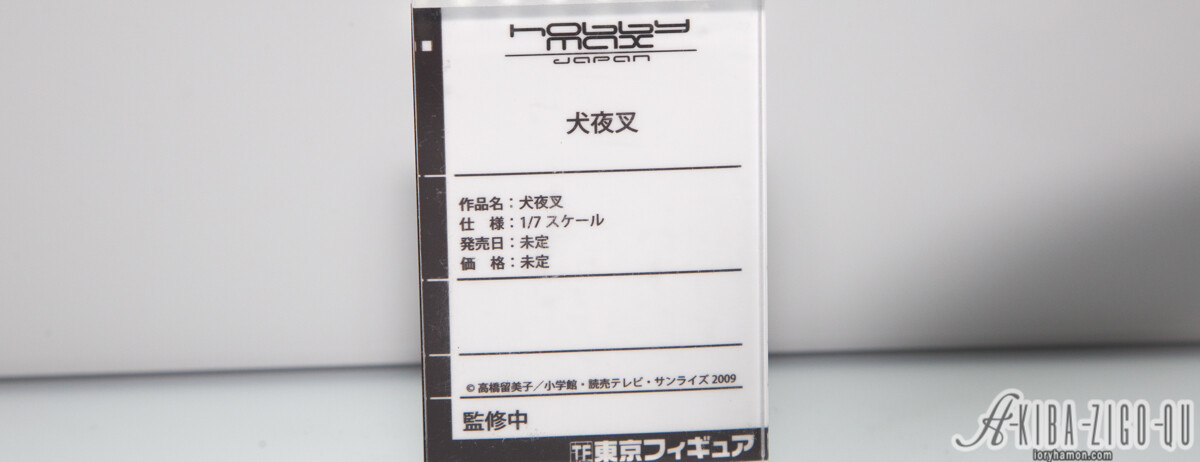 hobby
max
Japan
犬夜叉
作品名：犬夜叉
仕　様：1/7 スケール
発売日：未定
価　格：未定
© 高橋留美子／小学館・読売テレビ・サンライズ 2009
監修中
TF 東京フィギュア
A-KIBA-ZIGO-QU
loryhamon.com